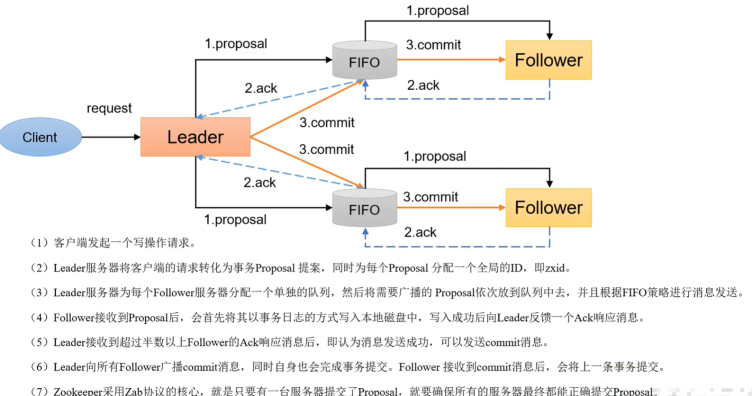 1.proposal
1.proposal
3.commit
FIFO
Follower
2.ack
2.ack
request
3.commit
Client
Leader
3.commit
1.proposal
2.ack
3.commit
1.proposal
FIFO
Follower
2.ack
（1）客户端发起一个写操作请求。
（2）Leader服务器将客户端的请求转化为事务Proposal 提案，同时为每个Proposal 分配一个全局的ID，即zxid。
（3）Leader服务器为每个Follower服务器分配一个单独的队列，然后将需要广播的 Proposal依次放到队列中去，并且根据FIFO策略进行消息发送。
（4）Follower接收到Proposal后，会首先将其以事务日志的方式写入本地磁盘中，写入成功后向Leader反馈一个Ack响应消息。
（5）Leader接收到超过半数以上Follower的Ack响应消息后，即认为消息发送成功，可以发送commit消息。
（6）Leader向所有Follower广播commit消息，同时自身也会完成事务提交。Follower 接收到commit消息后，会将上一条事务提交。
（7）Zookeeper采用Zab协议的核心，就是只要有一台服务器提交了Proposal，就要确保所有的服务器最终都能正确提交Proposal。